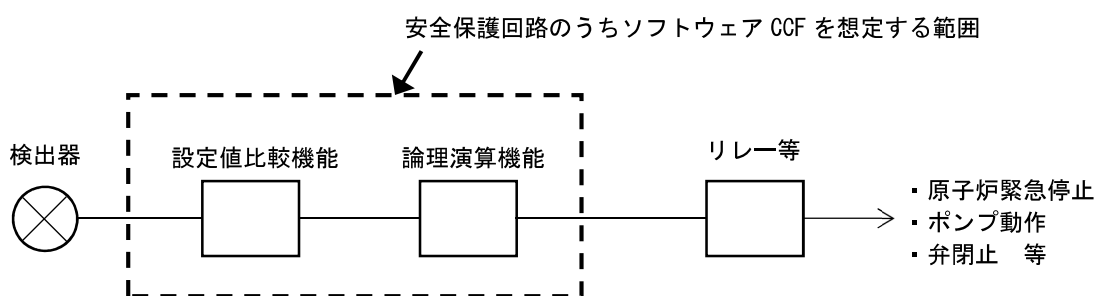 安全保護回路のうちソフトウェア CCF を想定する範囲
検出器
設定値比較機能
論理演算機能
リレー等
・原子炉緊急停止
・ポンプ動作
・弁閉止　等